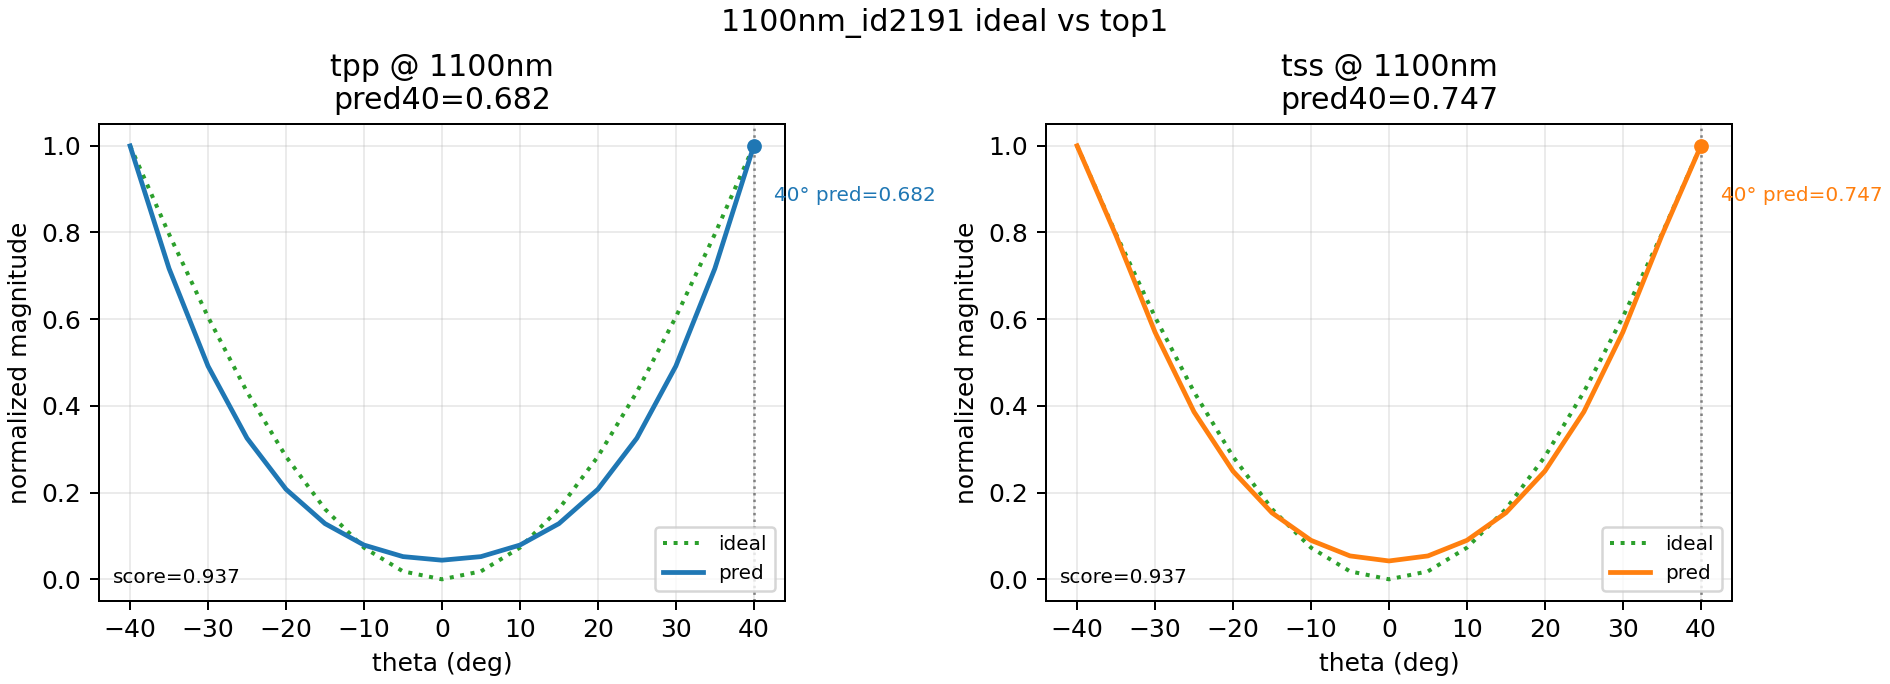 1100nm_id2191 ideal vs top1
tpp @ 1100nm
pred40=0.682
normalized magnitude
1.0
0.8
0.6
0.4
0.2
0.0
40° pred=0.682
score=0.937
ideal
pred
−40
−30
−20
−10
0
10
20
30
40
theta (deg)
tss @ 1100nm
pred40=0.747
normalized magnitude
1.0
0.8
0.6
0.4
0.2
0.0
40° pred=0.747
score=0.937
ideal
pred
−40
−30
−20
−10
0
10
20
30
40
theta (deg)